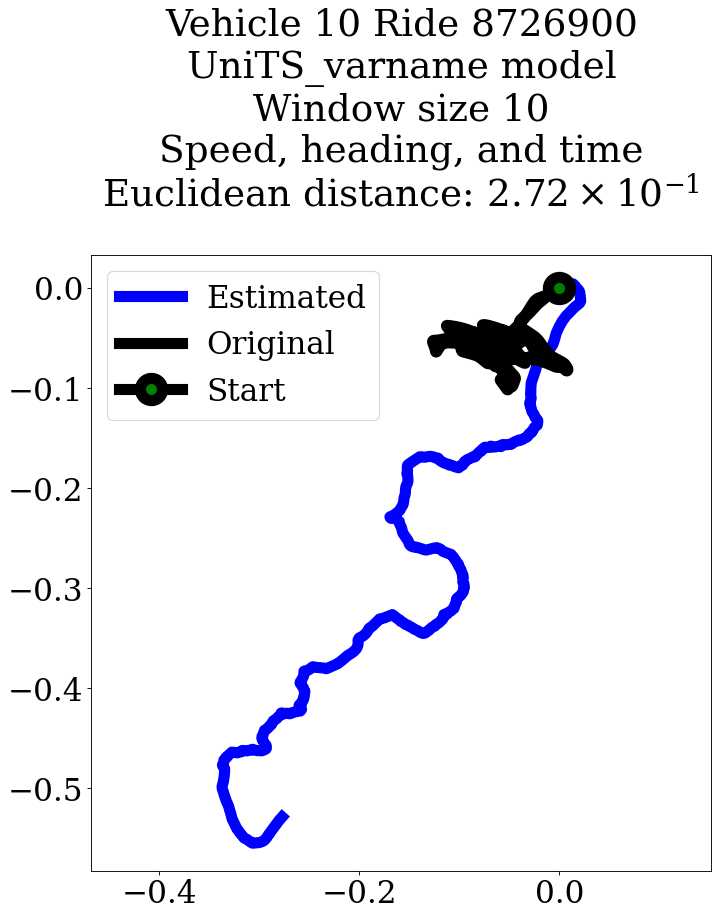 Vehicle 10 Ride 8726900
UniTS_varname model
Window size 10
Speed, heading, and time
Euclidean distance: 2.72 × 10⁻¹
Estimated
Original
Start
0.0
−0.1
−0.2
−0.3
−0.4
−0.5
−0.4 −0.2 0.0